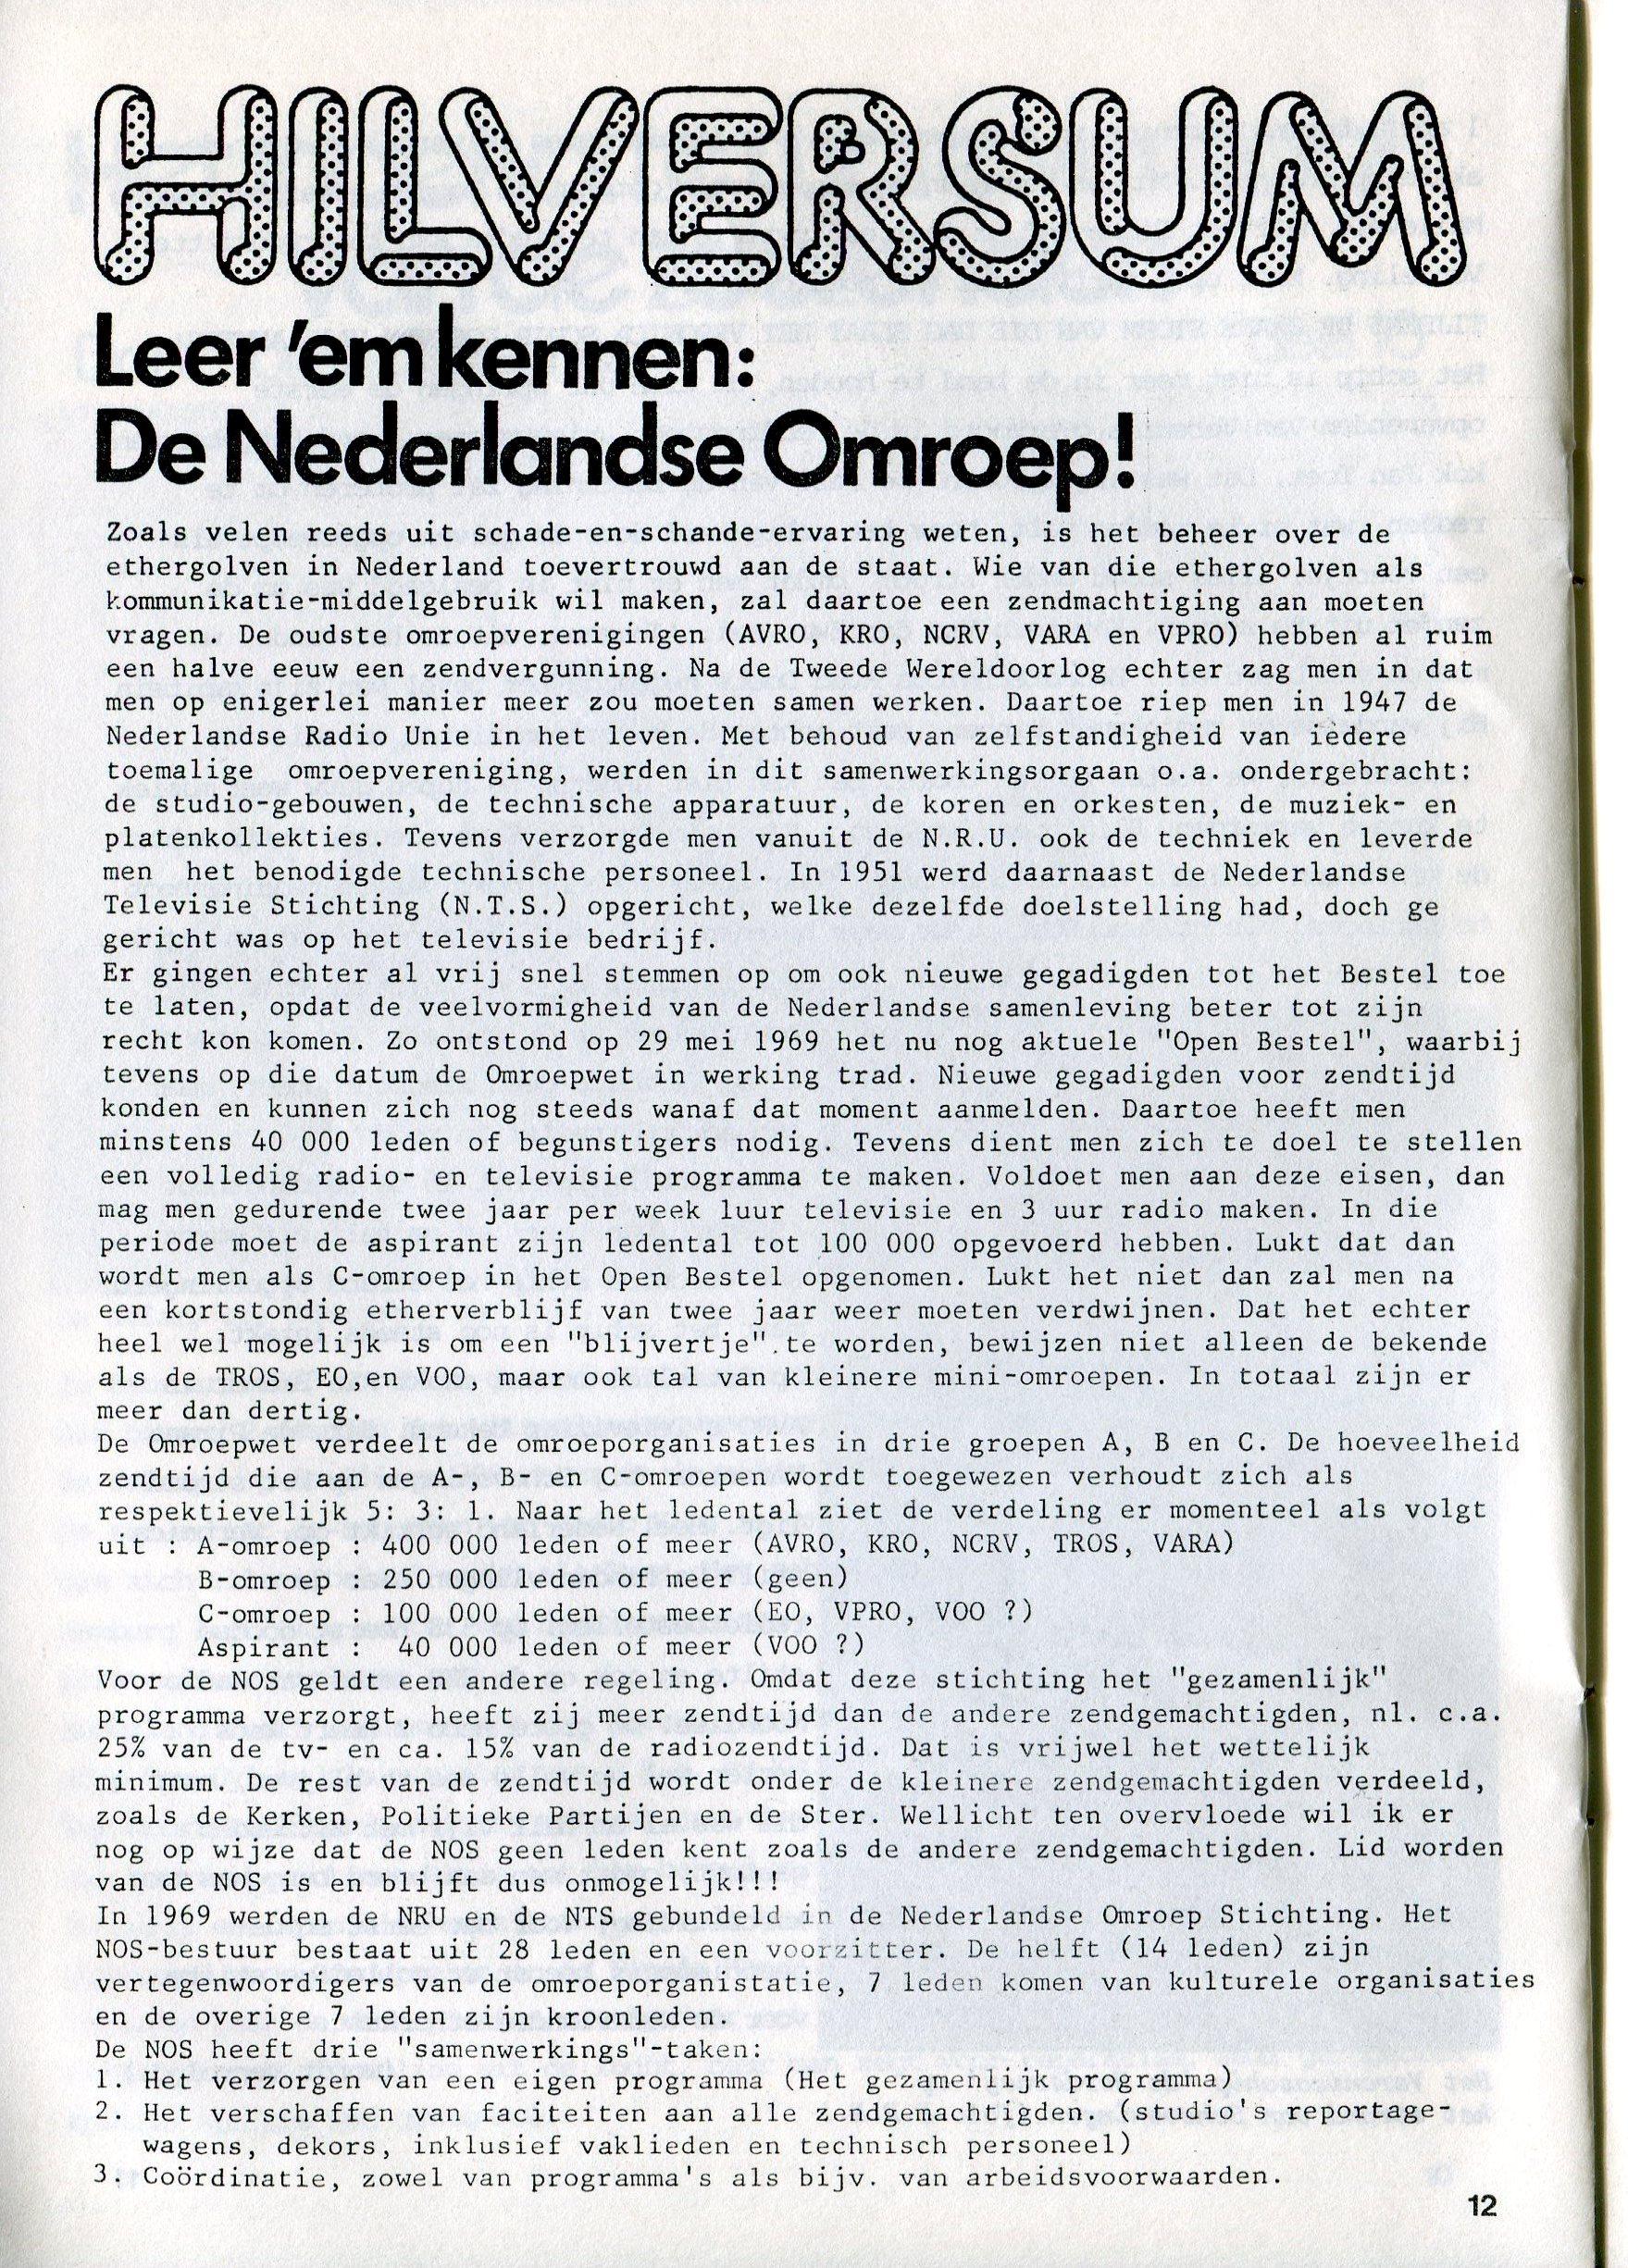 HILVERSUM
Leer 'em kennen:
De Nederlandse Omroep!
Zoals velen reeds uit schade-en-schande-ervaring weten, is het beheer over de
ethergolven in Nederland toevertrouwd aan de staat. Wie van die ethergolven als
kommunikatie-middelgebruik wil maken, zal daartoe een zendmachtiging aan moeten
vragen. De oudste omroepverenigingen (AVRO, KRO, NCRV, VARA en VPRO) hebben al ruim
een halve eeuw een zendvergunning. Na de Tweede Wereldoorlog echter zag men in dat
men op enigerlei manier meer zou moeten samen werken. Daartoe riep men in 1947 de
Nederlandse Radio Unie in het leven. Met behoud van zelfstandigheid van iedere
toemalige omroepvereniging, werden in dit samenwerkingsorgaan o.a. ondergebracht:
de studio-gebouwen, de technische apparatuur, de koren en orkesten, de muziek- en
platenkollekties. Tevens verzorgde men vanuit de N.R.U. ook de techniek en leverde
men het benodigde technische personeel. In 1951 werd daarnaast de Nederlandse
Televisie Stichting (N.T.S.) opgericht, welke dezelfde doelstelling had, doch ge
gericht was op het televisie bedrijf.
Er gingen echter al vrij snel stemmen op om ook nieuwe gegadigden tot het Bestel toe
te laten, opdat de veelvormigheid van de Nederlandse samenleving beter tot zijn
recht kon komen. Zo ontstond op 29 mei 1969 het nu nog aktuele "Open Bestel", waarbij
tevens op die datum de Omroepwet in werking trad. Nieuwe gegadigden voor zendtijd
konden en kunnen zich nog steeds wanaf dat moment aanmelden. Daartoe heeft men
minstens 40 000 leden of begunstigers nodig. Tevens dient men zich te doel te stellen
een volledig radio- en televisie programma te maken. Voldoet men aan deze eisen, dan
mag men gedurende twee jaar per week luur televisie en 3 uur radio maken. In die
periode moet de aspirant zijn ledental tot 100 000 opgevoerd hebben. Lukt dat dan
wordt men als C-omroep in het Open Bestel opgenomen. Lukt het niet dan zal men na
een kortstondig etherverblijf van twee jaar weer moeten verdwijnen. Dat het echter
heel wel mogelijk is om een "blijvertje".te worden, bewijzen niet alleen de bekende
als de TROS, EO,en VOO, maar ook tal van kleinere mini-omroepen. In totaal zijn er
meer dan dertig.
De Omroepwet verdeelt de omroeporganisaties in drie groepen A, B en C. De hoeveelheid
zendtijd die aan de A-, B- en C-omroepen wordt toegewezen verhoudt zich als
respektievelijk 5: 3: 1. Naar het ledental ziet de verdeling er momenteel als volgt
uit : A-omroep : 400 000 leden of meer (AVRO, KRO, NCRV, TROS, VARA)
B-omroep : 250 000 leden of meer (geen)
C-omroep : 100 000 leden of meer (EO, VPRO, VOO ?)
Aspirant : 40 000 leden of meer (VOO ?)
Voor de NOS geldt een andere regeling. Omdat deze stichting het "gezamenlijk"
programma verzorgt, heeft zij meer zendtijd dan de andere zendgemachtigden, nl. c.a.
25% van de tv- en ca. 15% van de radiozendtijd. Dat is vrijwel het wettelijk
minimum. De rest van de zendtijd wordt onder de kleinere zendgemachtigden verdeeld,
zoals de Kerken, Politieke Partijen en de Ster. Wellicht ten overvloede wil ik er
nog op wijze dat de NOS geen leden kent zoals de andere zendgemachtigden. Lid worden
van de NOS is en blijft dus onmogelijk!!!
In 1969 werden de NRU en de NTS gebundeld in de Nederlandse Omroep Stichting. Het
NOS-bestuur bestaat uit 28 leden en een voorzitter. De helft (14 leden) zijn
vertegenwoordigers van de omroeporganistatie, 7 leden komen van kulturele organisaties
en de overige 7 leden zijn kroonleden.
De NOS heeft drie "samenwerkings"-taken:
1. Het verzorgen van een eigen programma (Het gezamenlijk programma)
2. Het verschaffen van faciteiten aan alle zendgemachtigden. (studio's reportage-
wagens, dekors, inklusief vaklieden en technisch personeel)
3. Coördinatie, zowel van programma's als bijv. van arbeidsvoorwaarden.
12